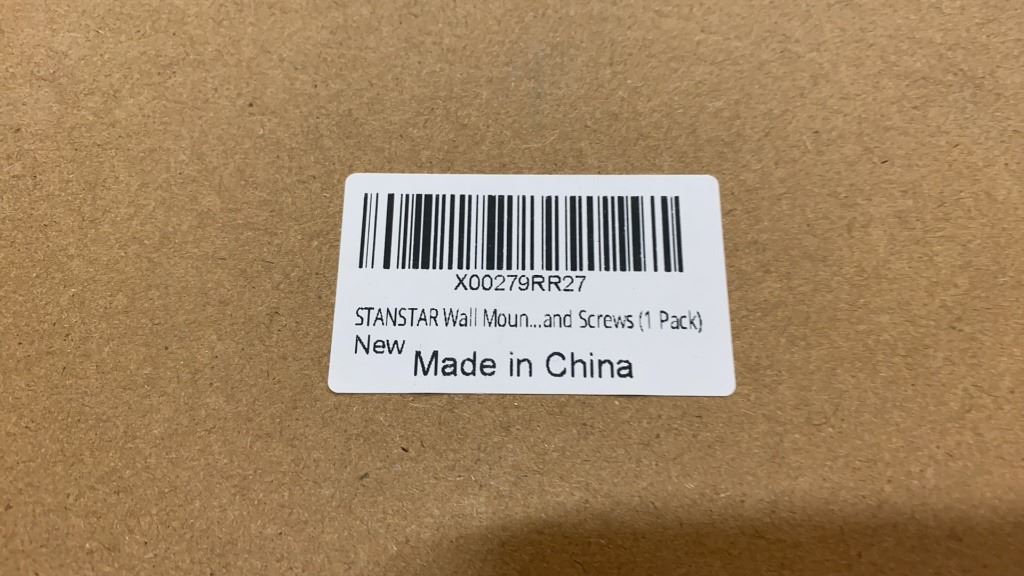 X00279RR27
STANSTAR Wall Moun...and Screws (1 Pack)
New
Made in China